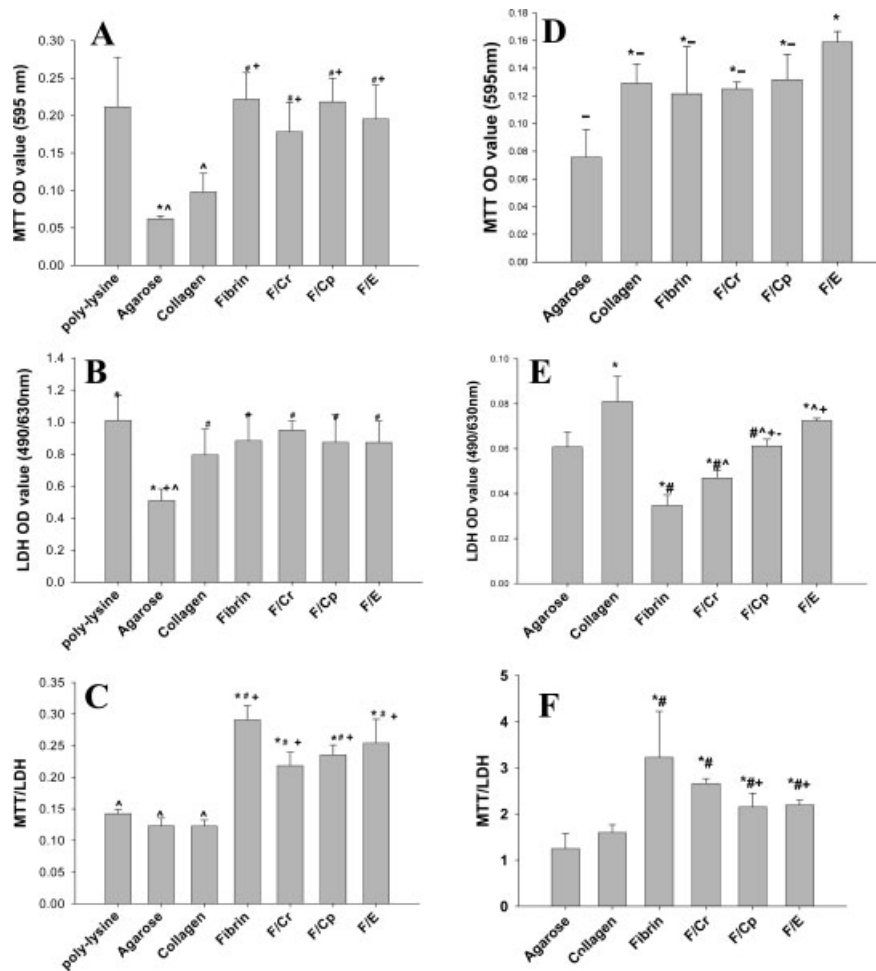 A
MTT OD value (595 nm)
0.30
0.25
0.20
0.15
0.10
0.05
0.00
*^
^
#+
#+
#+
#+
poly-lysine
Agarose
Collagen
Fibrin
F/Cr
F/Cp
F/E
D
MTT OD value (595nm)
0.18
0.16
0.14
0.12
0.10
0.08
0.06
0.04
0.02
0.00
–
*–
*–
*–
*–
*
Agarose
Collagen
Fibrin
F/Cr
F/Cp
F/E
B
LDH OD value (490/630nm)
1.4
1.2
1.0
0.8
0.6
0.4
0.2
0.0
*+^
#
#
#
#
#
poly-lysine
Agarose
Collagen
Fibrin
F/Cr
F/Cp
F/E
E
LDH OD value (490/630nm)
0.10
0.08
0.06
0.04
0.02
0.00
*
*#
*#^
#^+-
*^+
Agarose
Collagen
Fibrin
F/Cr
F/Cp
F/E
C
MTT/LDH
0.35
0.30
0.25
0.20
0.15
0.10
0.05
0.00
^
^
^
*#+
*#+
*#+
*#+
poly-lysine
Agarose
Collagen
Fibrin
F/Cr
F/Cp
F/E
F
MTT/LDH
5
4
3
2
1
0
*#
*#
*#+
*#+
Agarose
Collagen
Fibrin
F/Cr
F/Cp
F/E